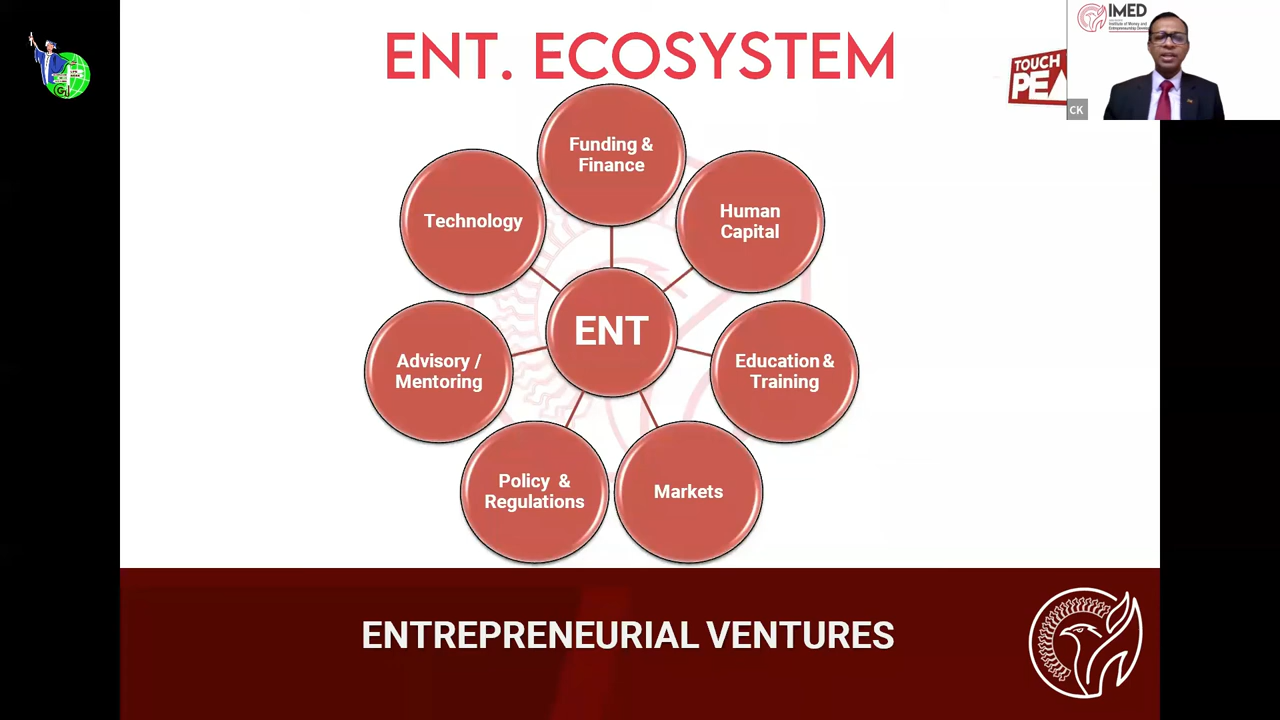 ENT. ECOSYSTEM
IMED
TOUCH
PEA
CK
Funding &
Finance
Human
Capital
Technology
ENT
Advisory /
Mentoring
Education &
Training
Policy &
Regulations
Markets
ENTREPRENEURIAL VENTURES